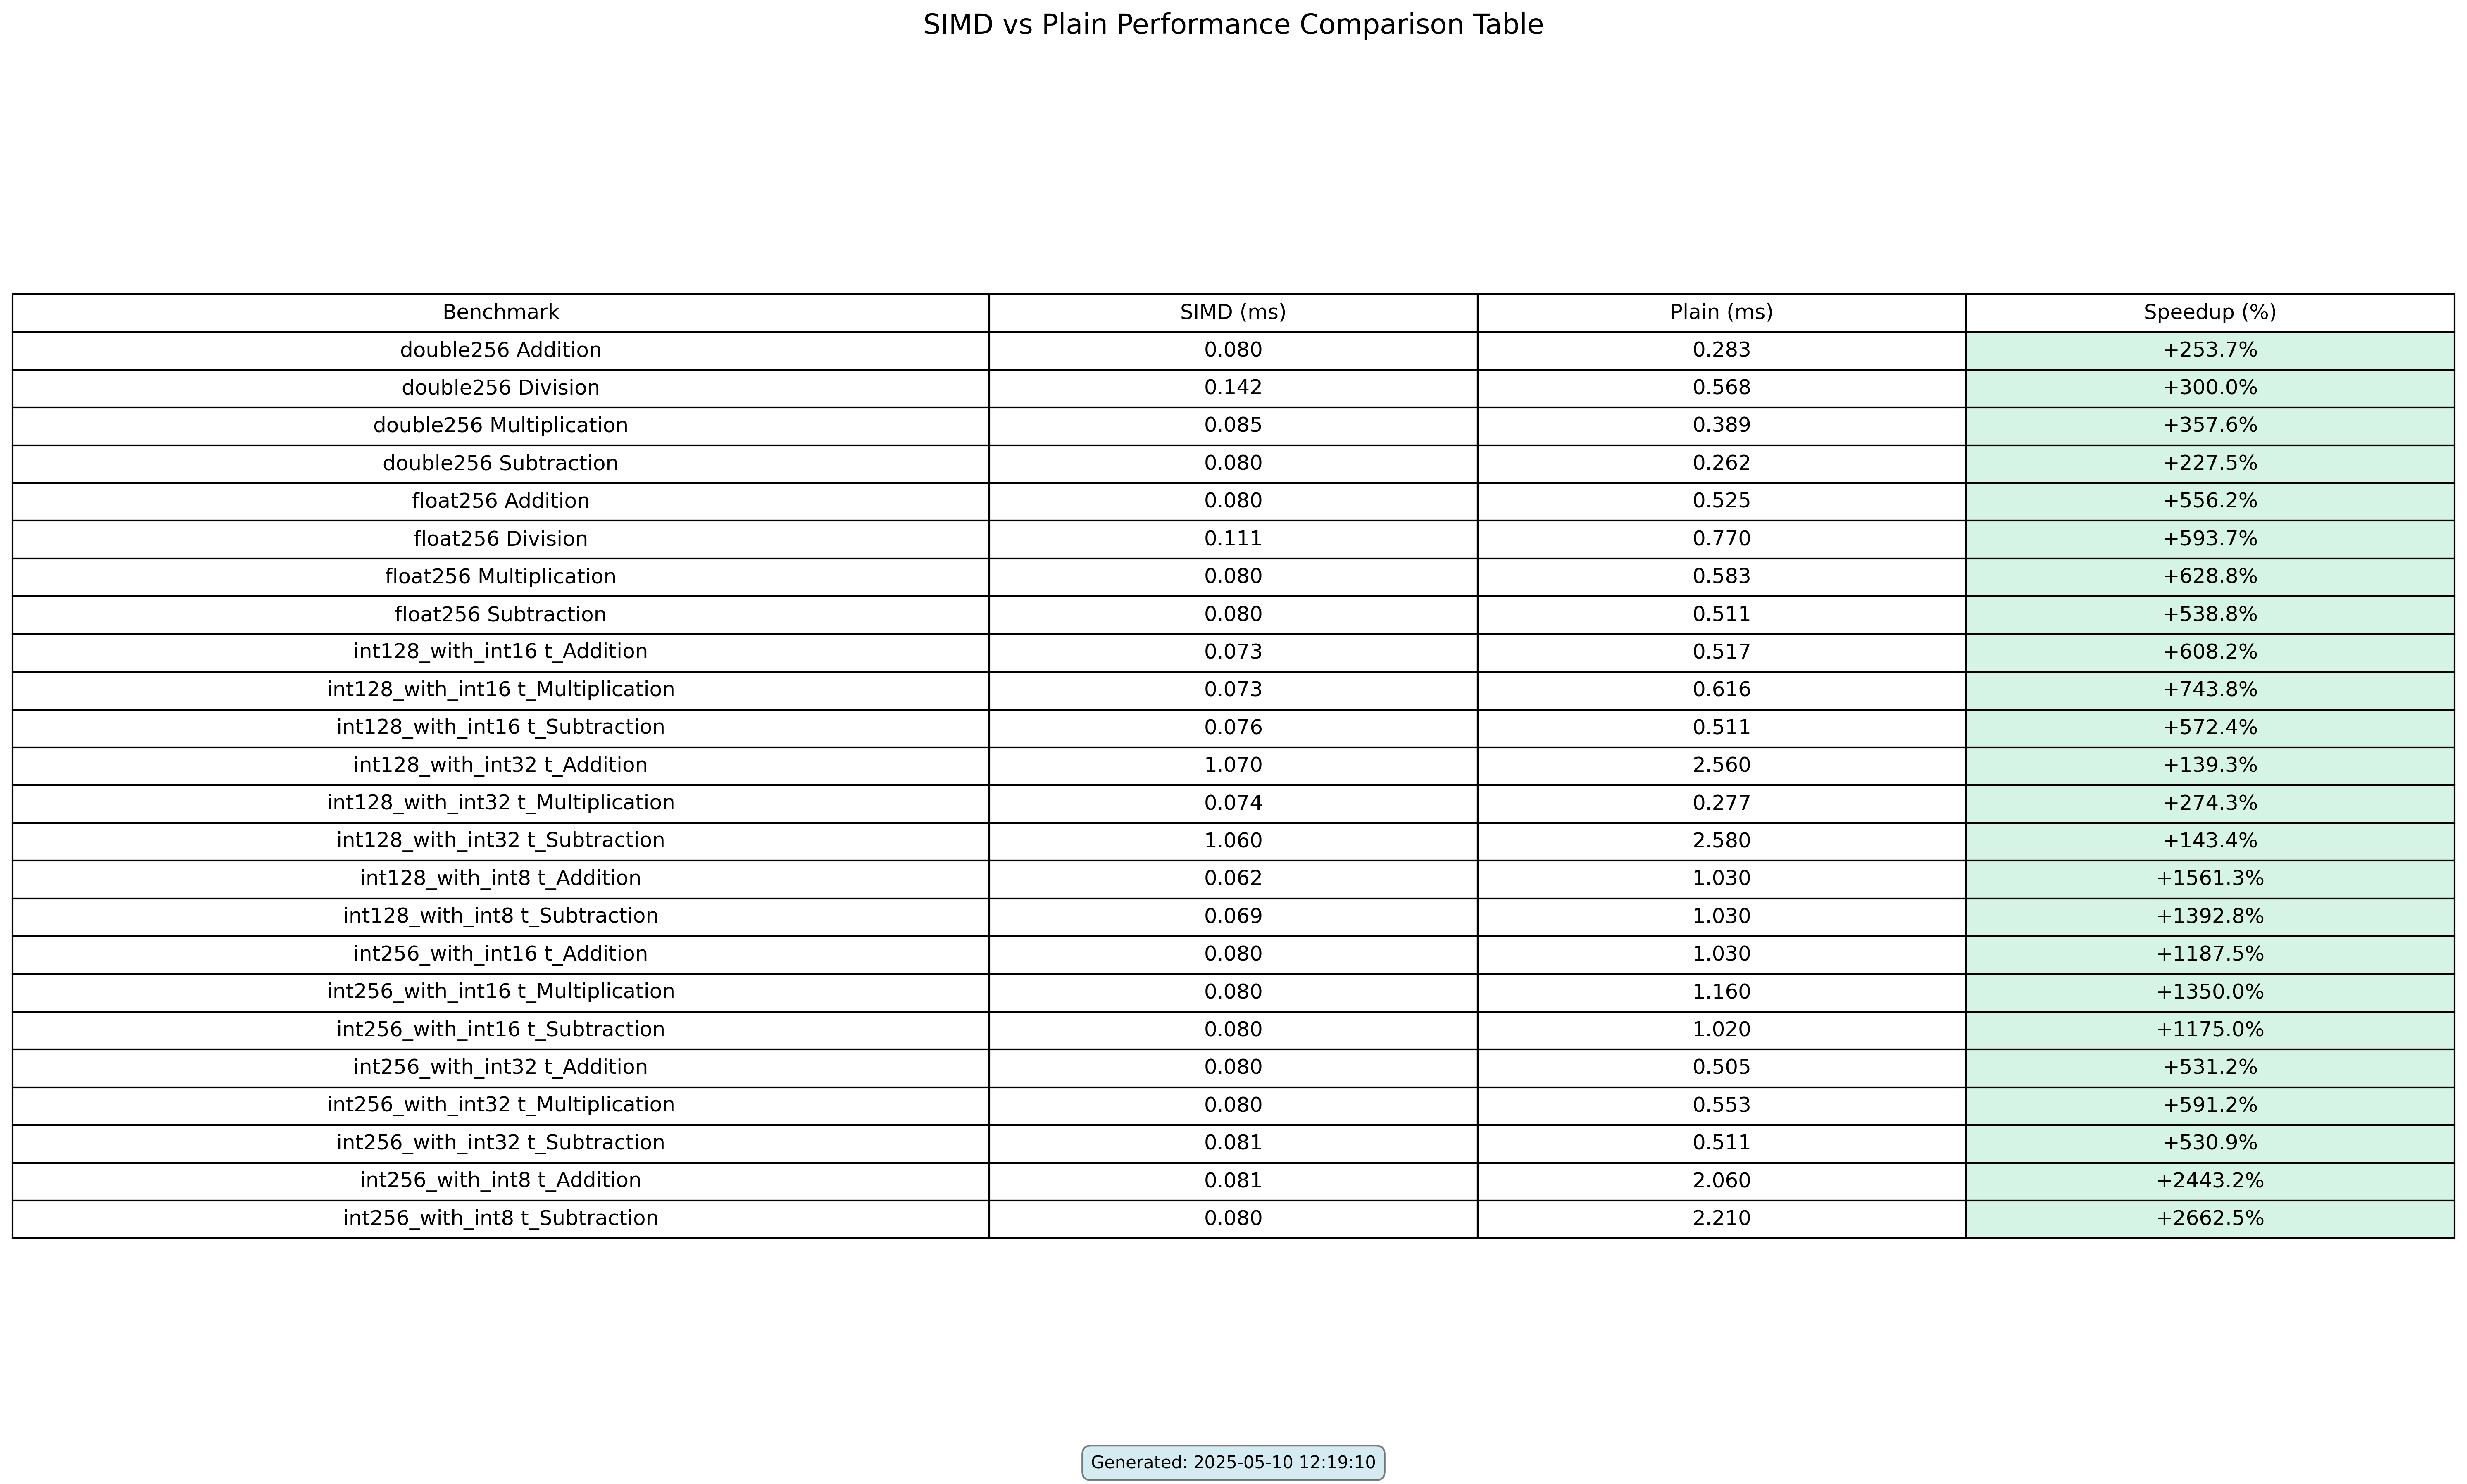 SIMD vs Plain Performance Comparison Table
Benchmark SIMD (ms) Plain (ms) Speedup (%)
double256 Addition 0.080 0.283 +253.7%
double256 Division 0.142 0.568 +300.0%
double256 Multiplication 0.085 0.389 +357.6%
double256 Subtraction 0.080 0.262 +227.5%
float256 Addition 0.080 0.525 +556.2%
float256 Division 0.111 0.770 +593.7%
float256 Multiplication 0.080 0.583 +628.8%
float256 Subtraction 0.080 0.511 +538.8%
int128_with_int16 t_Addition 0.073 0.517 +608.2%
int128_with_int16 t_Multiplication 0.073 0.616 +743.8%
int128_with_int16 t_Subtraction 0.076 0.511 +572.4%
int128_with_int32 t_Addition 1.070 2.560 +139.3%
int128_with_int32 t_Multiplication 0.074 0.277 +274.3%
int128_with_int32 t_Subtraction 1.060 2.580 +143.4%
int128_with_int8 t_Addition 0.062 1.030 +1561.3%
int128_with_int8 t_Subtraction 0.069 1.030 +1392.8%
int256_with_int16 t_Addition 0.080 1.030 +1187.5%
int256_with_int16 t_Multiplication 0.080 1.160 +1350.0%
int256_with_int16 t_Subtraction 0.080 1.020 +1175.0%
int256_with_int32 t_Addition 0.080 0.505 +531.2%
int256_with_int32 t_Multiplication 0.080 0.553 +591.2%
int256_with_int32 t_Subtraction 0.081 0.511 +530.9%
int256_with_int8 t_Addition 0.081 2.060 +2443.2%
int256_with_int8 t_Subtraction 0.080 2.210 +2662.5%
Generated: 2025-05-10 12:19:10